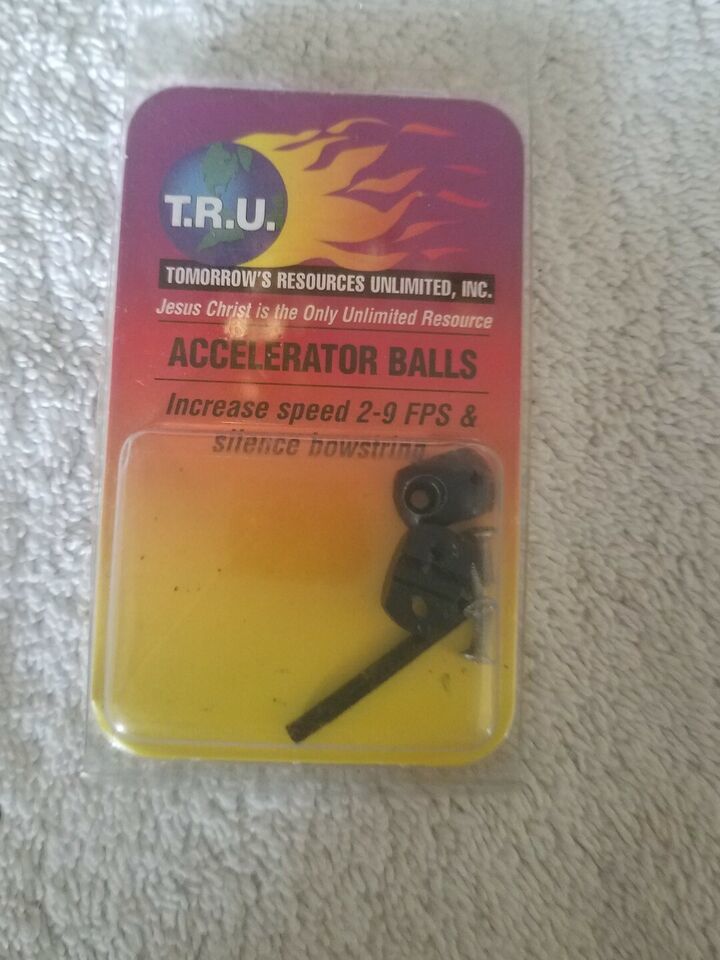 T.R.U.
TOMORROW'S RESOURCES UNLIMITED, INC.
Jesus Christ is the Only Unlimited Resource
ACCELERATOR BALLS
Increase speed 2-9 FPS &
silence bowstring